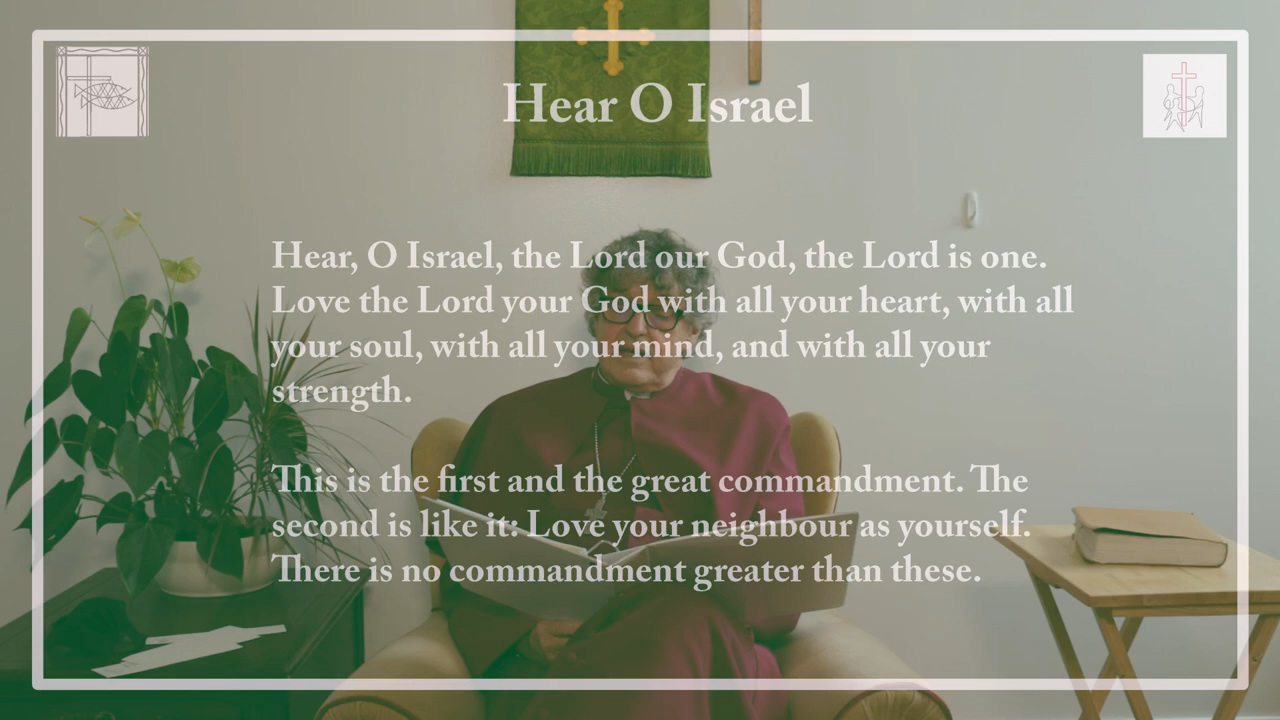 Hear O Israel
Hear, O Israel, the Lord our God, the Lord is one.
Love the Lord your God with all your heart, with all
your soul, with all your mind, and with all your
strength.
This is the first and the great commandment. The
second is like it: Love your neighbour as yourself.
There is no commandment greater than these.